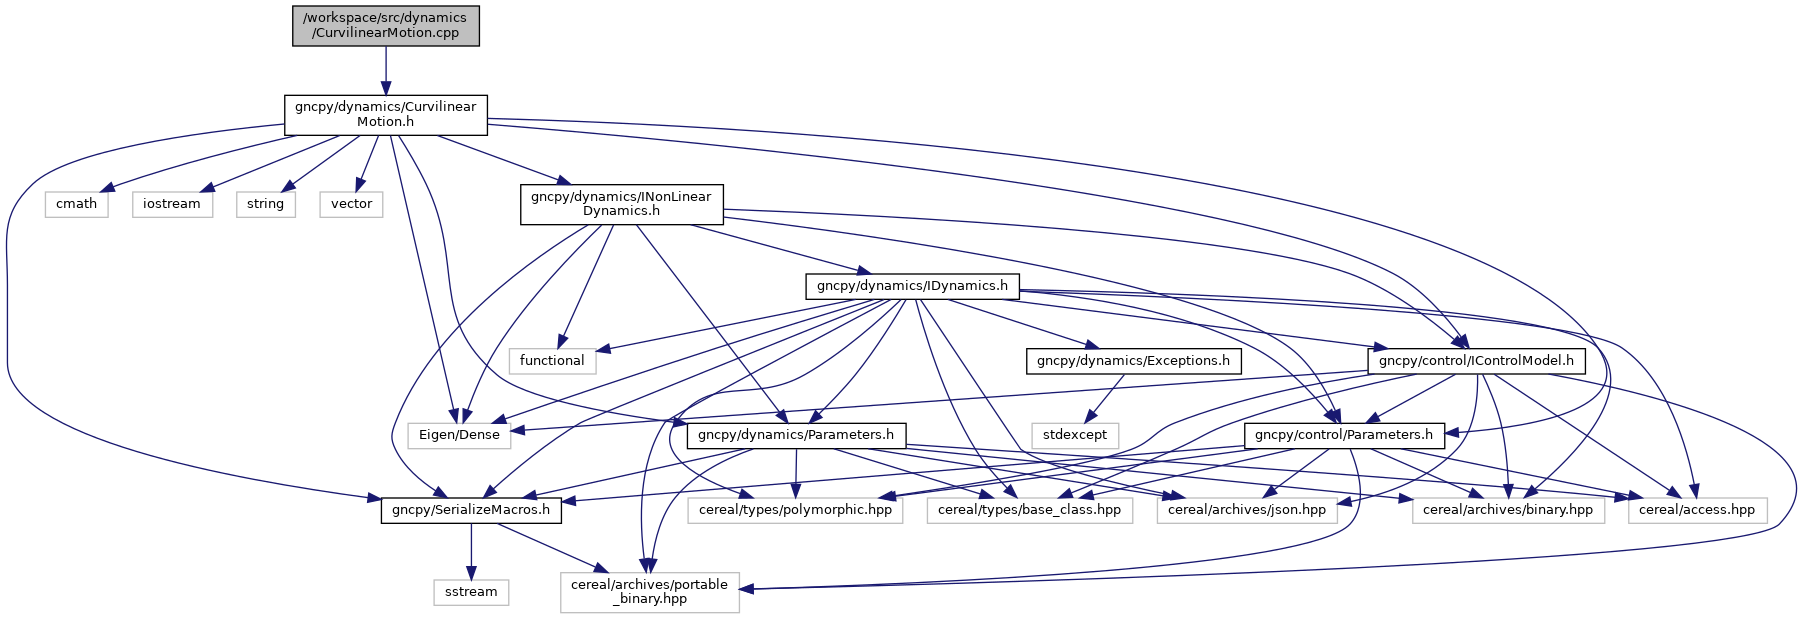 /workspace/src/dynamics
/CurvilinearMotion.cpp
gncpy/dynamics/Curvilinear
Motion.h
cmath
iostream
string
vector
gncpy/dynamics/INonLinear
Dynamics.h
gncpy/dynamics/IDynamics.h
functional
gncpy/dynamics/Exceptions.h
gncpy/control/IControlModel.h
Eigen/Dense
gncpy/dynamics/Parameters.h
stdexcept
gncpy/control/Parameters.h
gncpy/SerializeMacros.h
cereal/types/polymorphic.hpp
cereal/types/base_class.hpp
cereal/archives/json.hpp
cereal/archives/binary.hpp
cereal/access.hpp
sstream
cereal/archives/portable
_binary.hpp